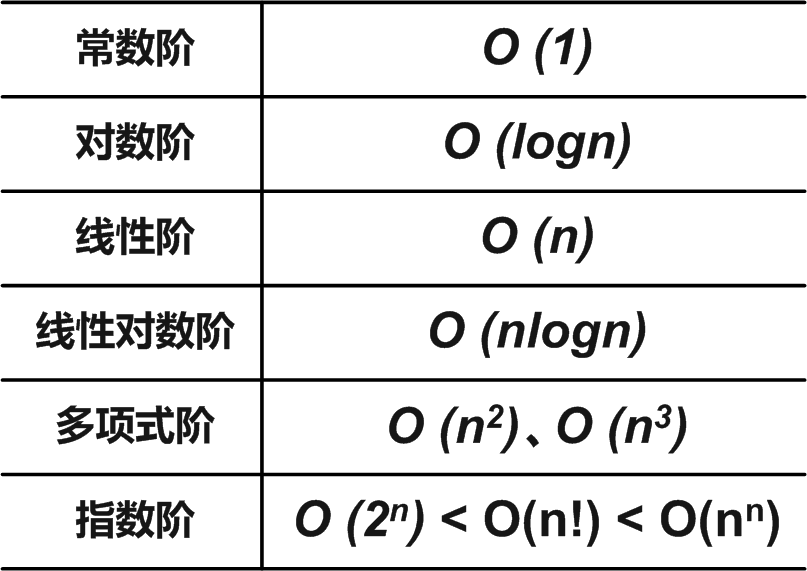 常数阶 O (1)
对数阶 O (logn)
线性阶 O (n)
线性对数阶 O (nlogn)
多项式阶 O (n²)、O (n³)
指数阶 O (2ⁿ) < O(n!) < O(nⁿ)